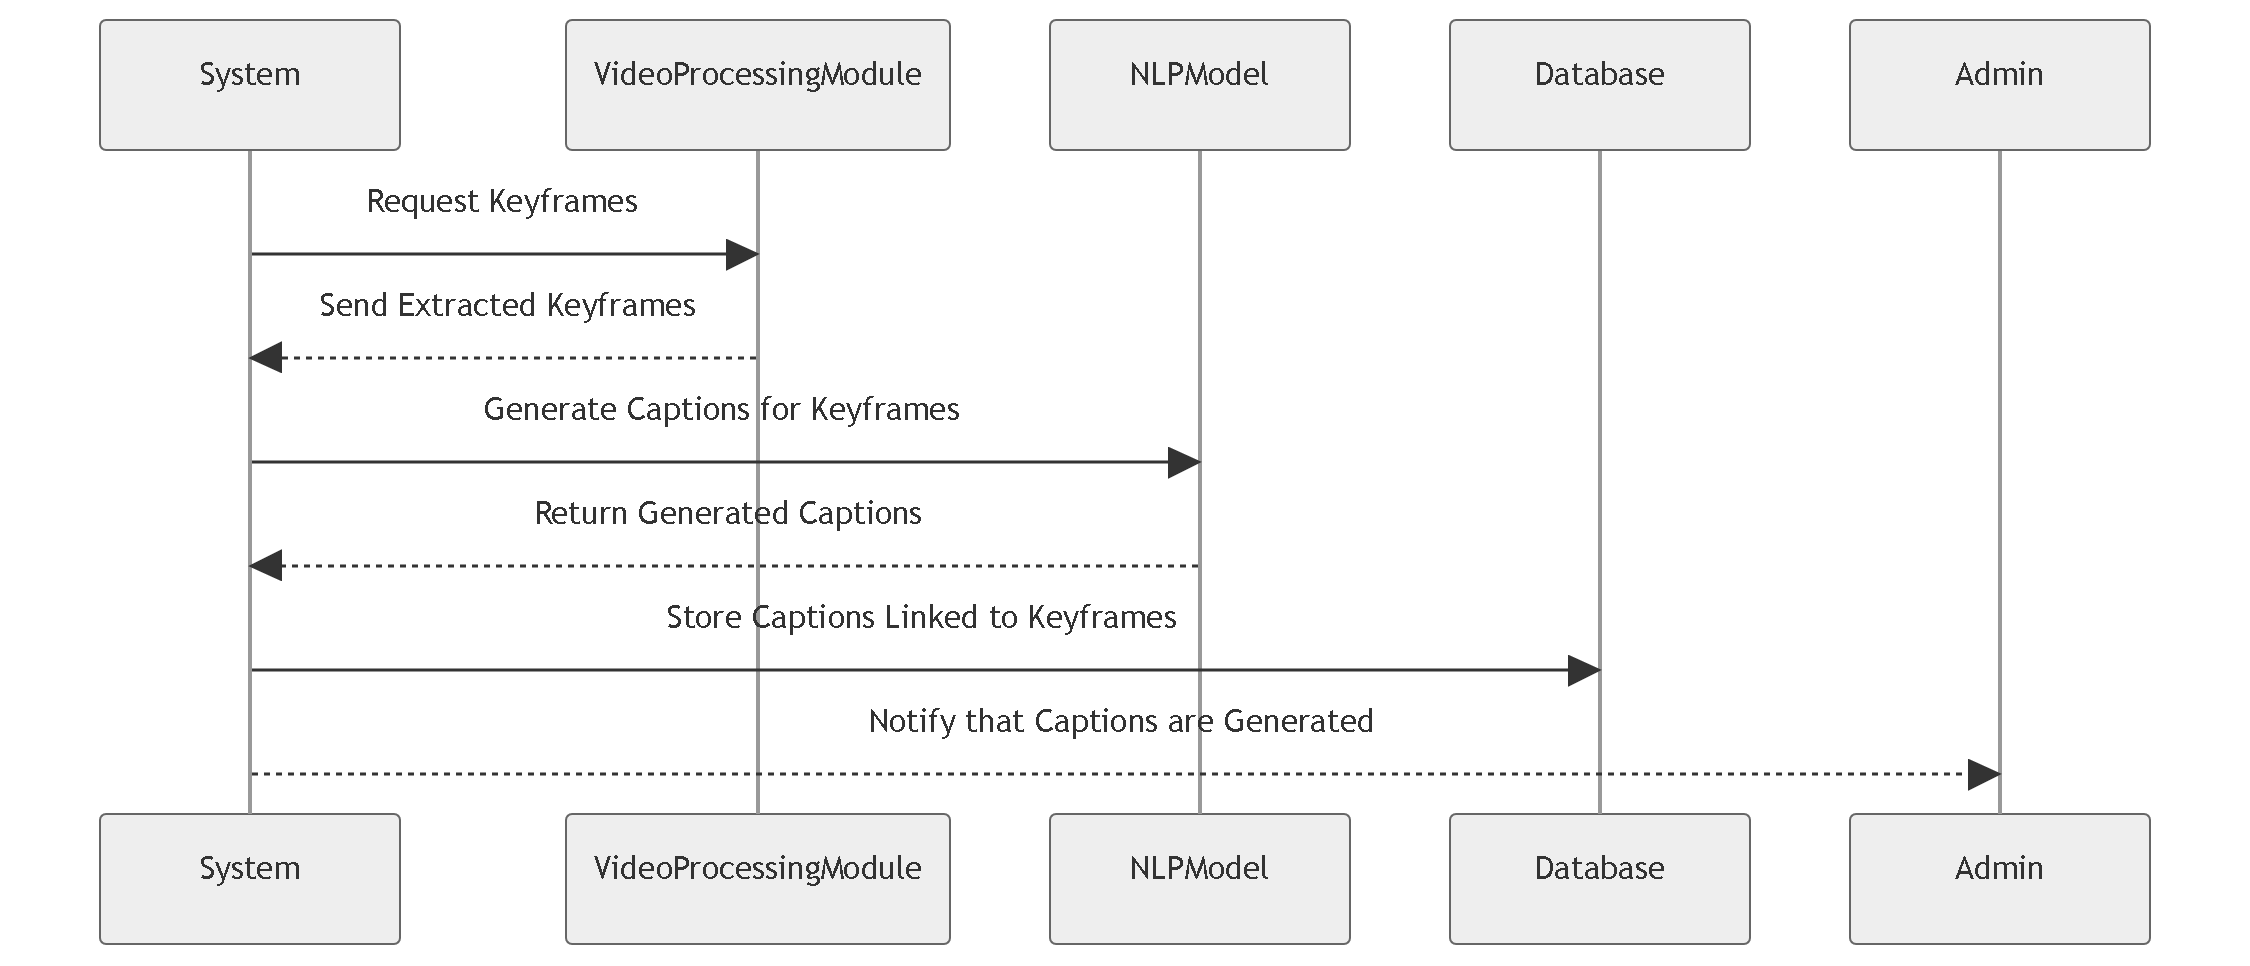 System
VideoProcessingModule
NLPModel
Database
Admin
Request Keyframes
Send Extracted Keyframes
Generate Captions for Keyframes
Return Generated Captions
Store Captions Linked to Keyframes
Notify that Captions are Generated
System
VideoProcessingModule
NLPModel
Database
Admin